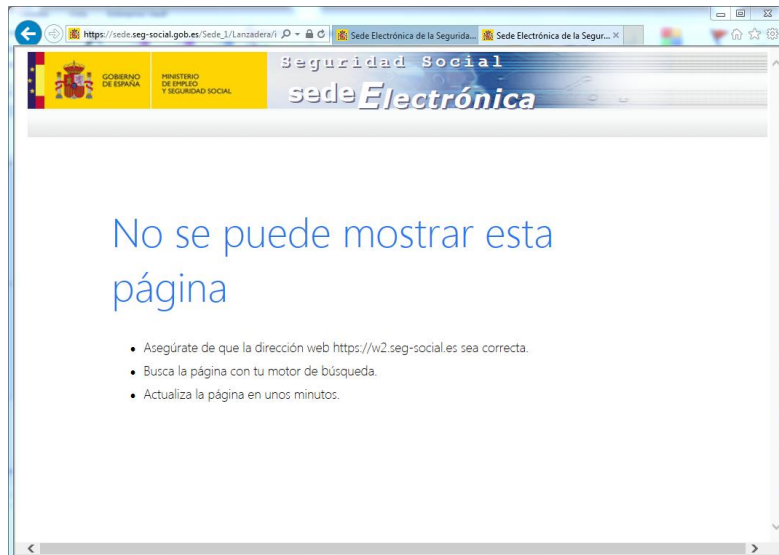 https://sede.seg-social.gob.es/Sede_1/Lanzadera/
Sede Electrónica de la Segurida...
Sede Electrónica de la Segur...
GOBIERNO
DE ESPAÑA
MINISTERIO
DE EMPLEO
Y SEGURIDAD SOCIAL
Seguridad Social
sedeElectrónica
No se puede mostrar esta
página
Asegúrate de que la dirección web https://w2.seg-social.es sea correcta.
Busca la página con tu motor de búsqueda.
Actualiza la página en unos minutos.